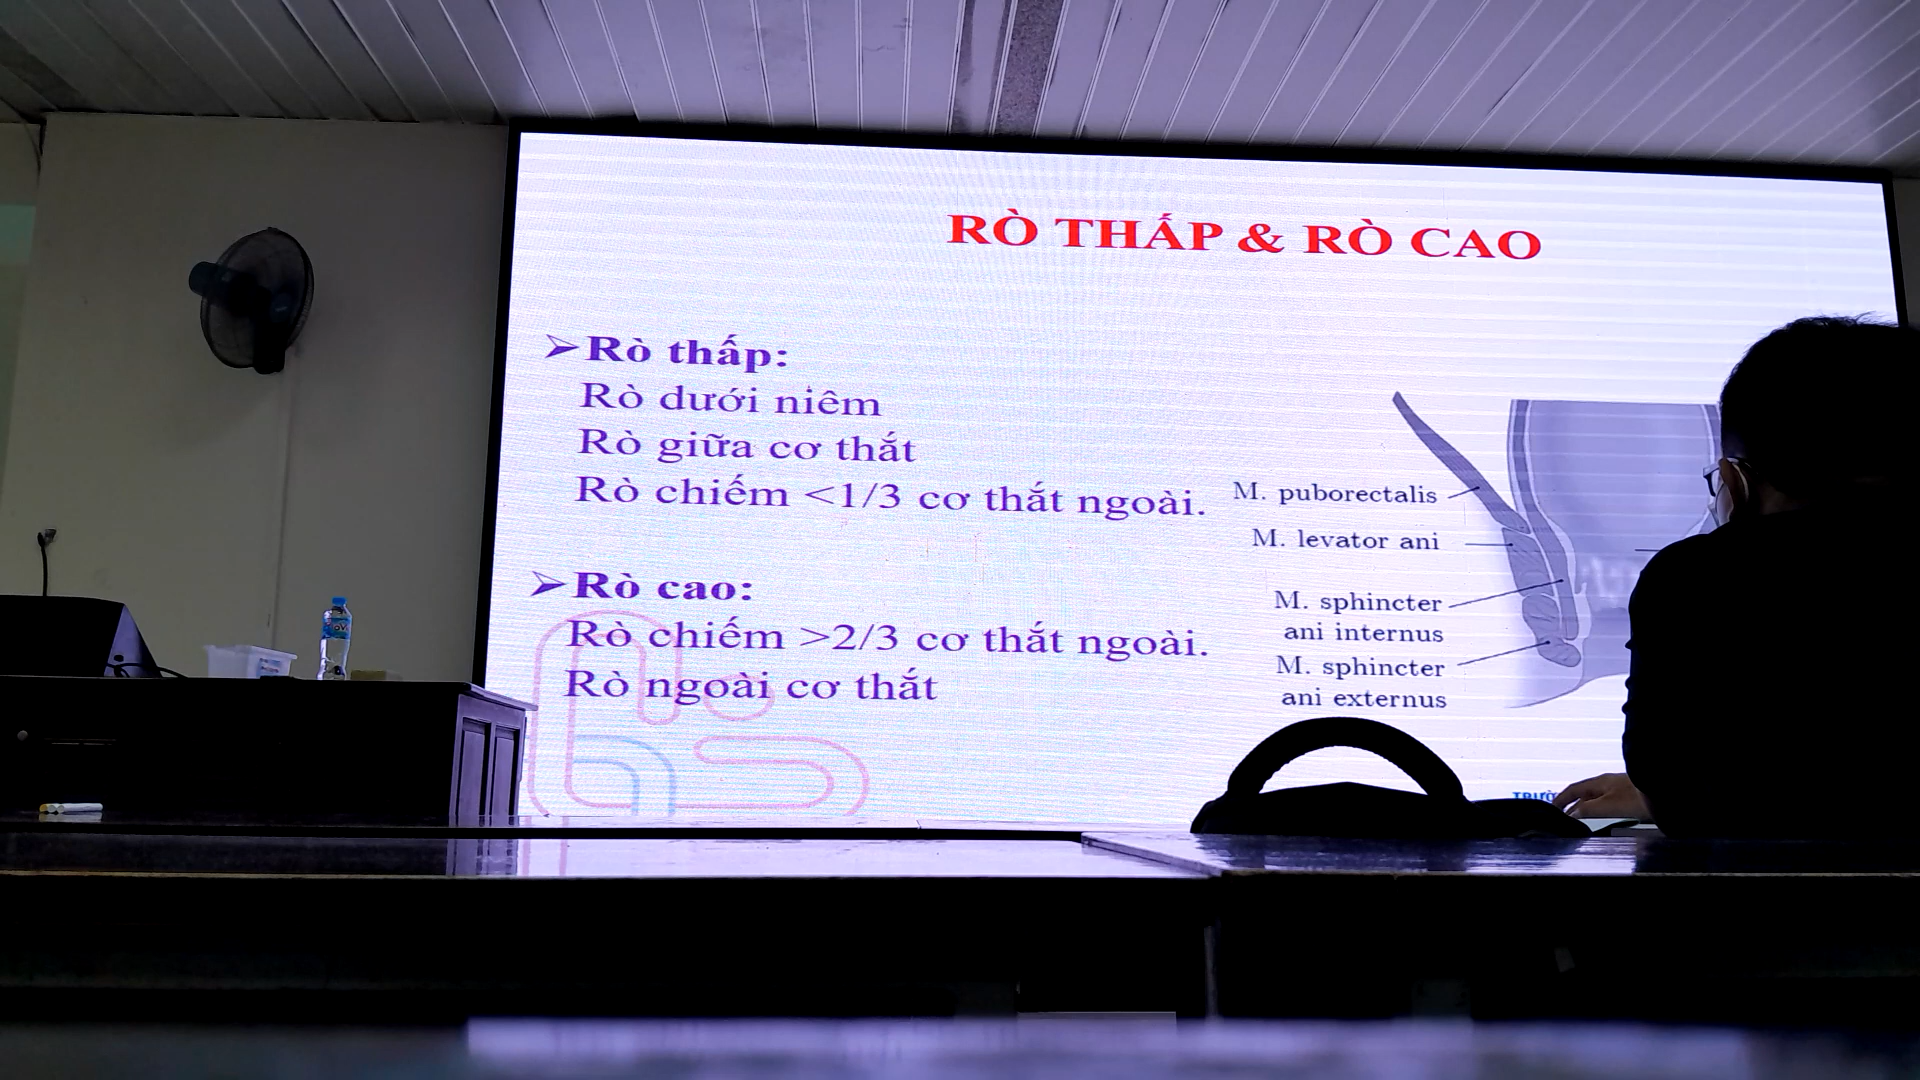 RÒ THẤP & RÒ CAO
➢Rò thấp:
Rò dưới niêm
Rò giữa cơ thắt
Rò chiếm <1/3 cơ thắt ngoài.
➢Rò cao:
Rò chiếm >2/3 cơ thắt ngoài.
Rò ngoài cơ thắt
M. puborectalis
M. levator ani
M. sphincter
ani internus
M. sphincter
ani externus